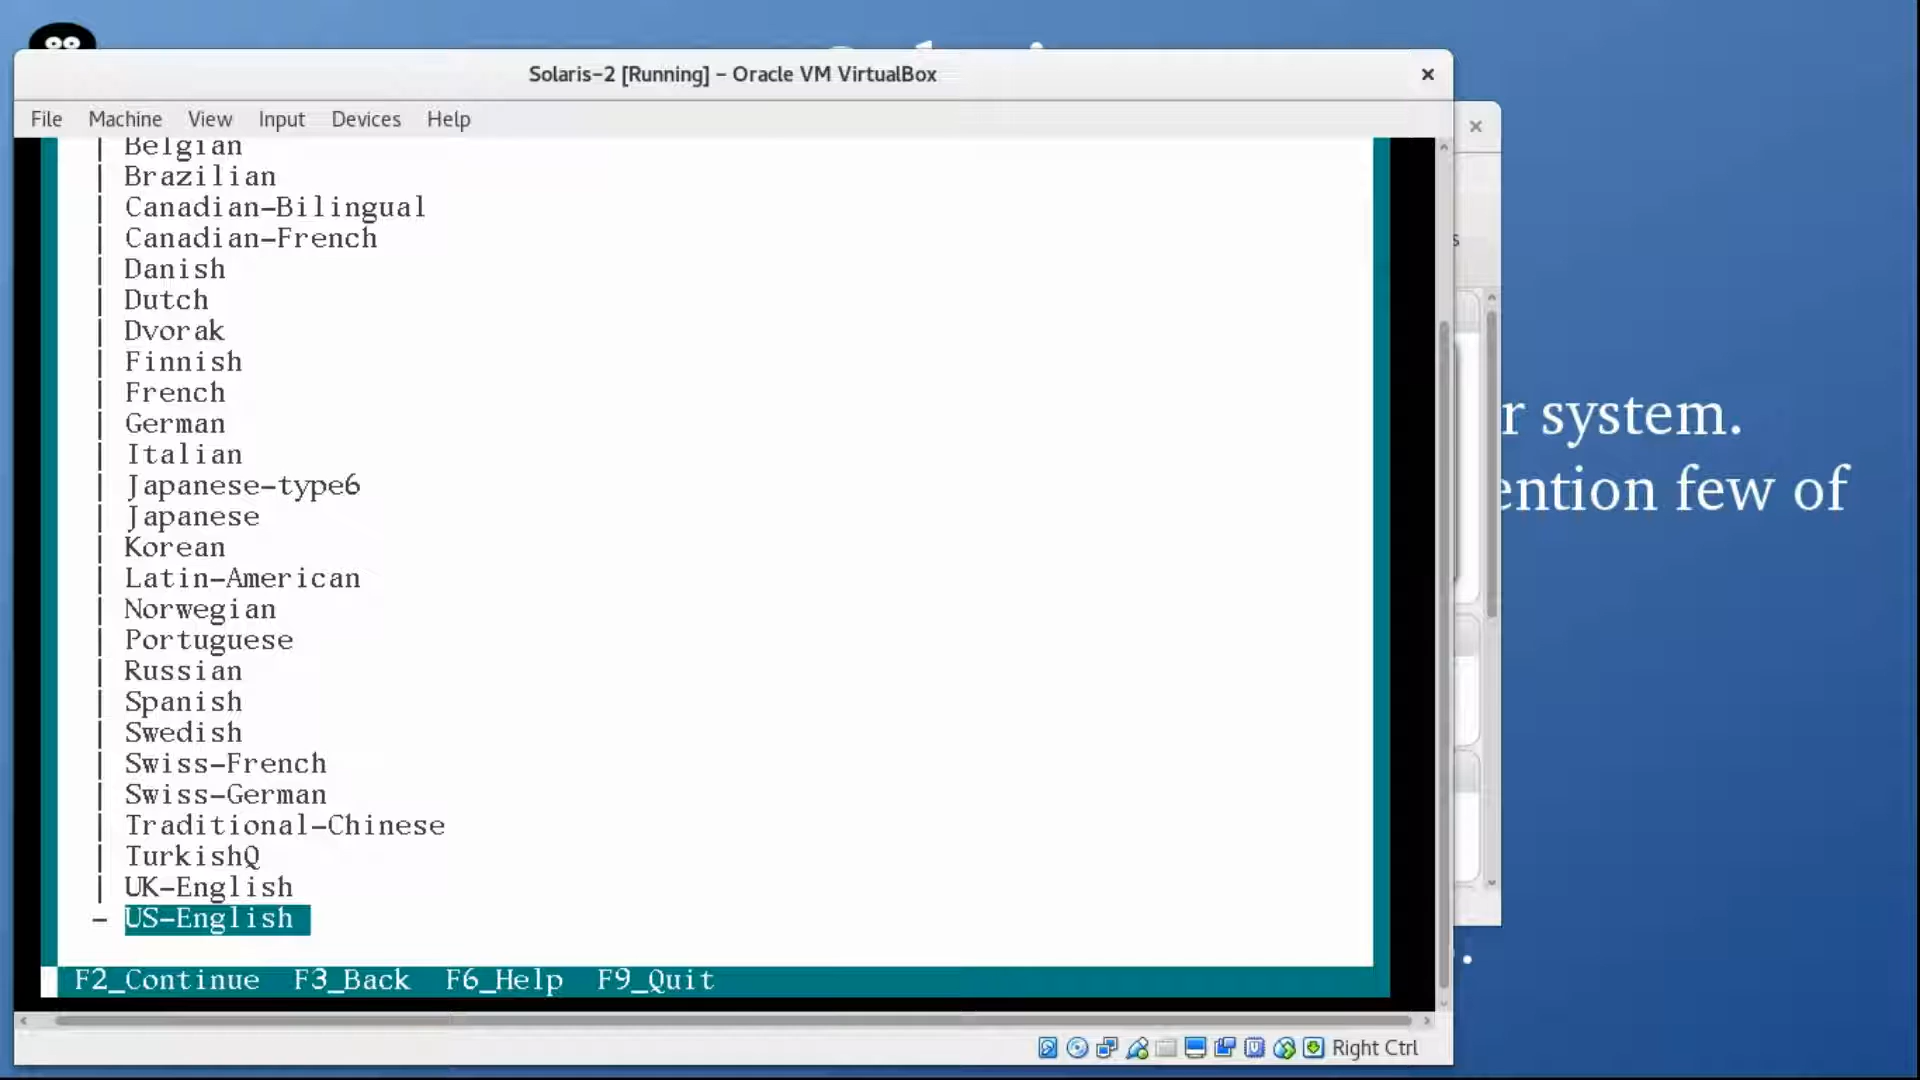 Solaris-2 [Running] - Oracle VM VirtualBox
File Machine View Input Devices Help
Belgian
Brazilian
Canadian-Bilingual
Canadian-French
Danish
Dutch
Dvorak
Finnish
French
German
Italian
Japanese-type6
Japanese
Korean
Latin-American
Norwegian
Portuguese
Russian
Spanish
Swedish
Swiss-French
Swiss-German
Traditional-Chinese
TurkishQ
UK-English
- US-English
F2_Continue F3_Back F6_Help F9_Quit
Right Ctrl
s
r system.
ention few of
.